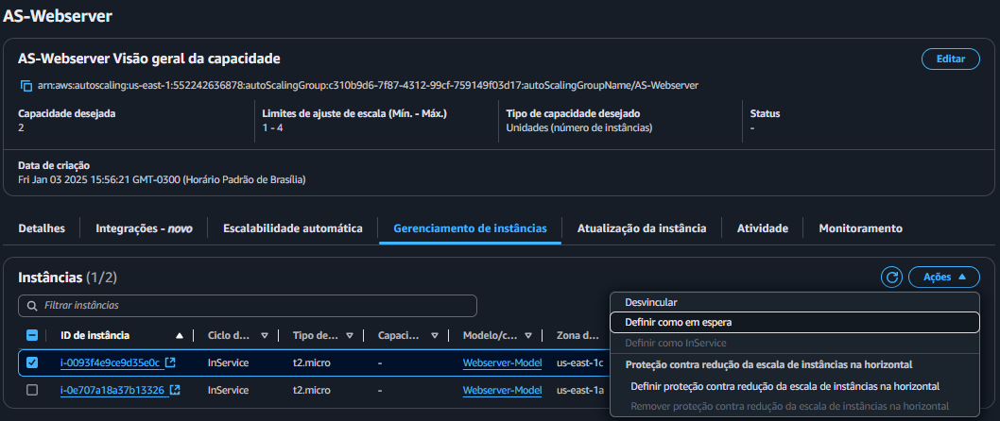 AS-Webserver
AS-Webserver Visão geral da capacidade
Editar
arn:aws:autoscaling:us-east-1:552242636878:autoScalingGroup:c310b9d6-7f87-4312-99cf-759149f03d17:autoScalingGroupName/AS-Webserver
Capacidade desejada
2
Limites de ajuste de escala (Mín. - Máx.)
1 - 4
Tipo de capacidade desejado
Unidades (número de instâncias)
Status
-
Data de criação
Fri Jan 03 2025 15:56:21 GMT-0300 (Horário Padrão de Brasília)
Detalhes Integrações - novo Escalabilidade automática Gerenciamento de instâncias Atualização da instância Atividade Monitoramento
Instâncias (1/2)
Ações
Filtrar instâncias
ID de instância Ciclo d... Tipo de... Capaci... Modelo/c... Zona d...
i-0093f4e9ce9d35e0c InService t2.micro - Webserver-Model us-east-1c
i-0e707a18a37b13326 InService t2.micro - Webserver-Model us-east-1a
Desvincular
Definir como em espera
Definir como InService
Proteção contra redução da escala de instâncias na horizontal
Definir proteção contra redução da escala de instâncias na horizontal
Remover proteção contra redução da escala de instâncias na horizontal